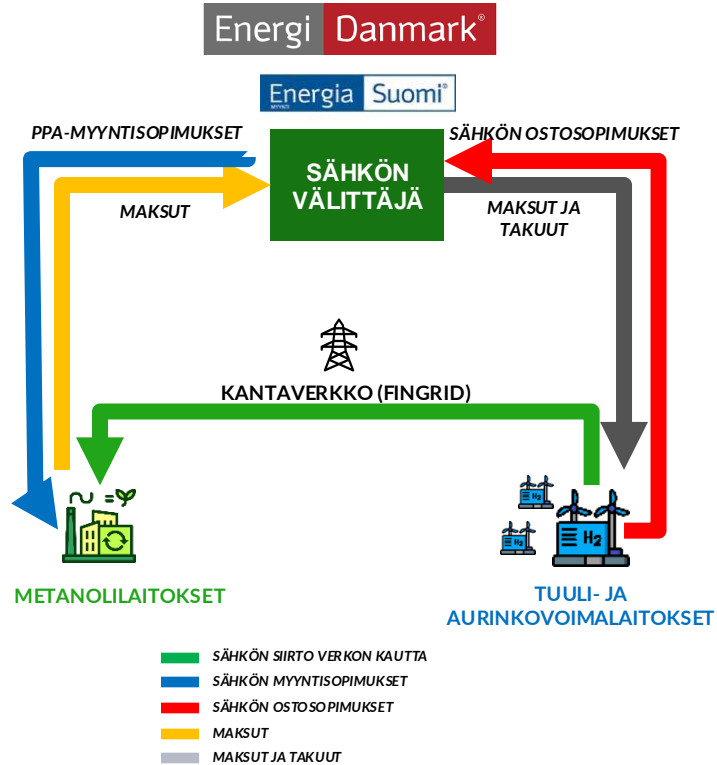 Energi Danmark®
Energia Suomi®
PPA-MYYNTISOPIMUKSET
SÄHKÖN OSTOSOPIMUKSET
SÄHKÖN
VÄLITTÄJÄ
MAKSUT
MAKSUT JA
TAKUUT
KANTAVERKKO (FINGRID)
H2
H2
H2
METANOLILAITOKSET
TUULI- JA
AURINKOVOIMALAITOKSET
SÄHKÖN SIIRTO VERKON KAUTTA
SÄHKÖN MYYNTISOPIMUKSET
SÄHKÖN OSTOSOPIMUKSET
MAKSUT
MAKSUT JA TAKUUT